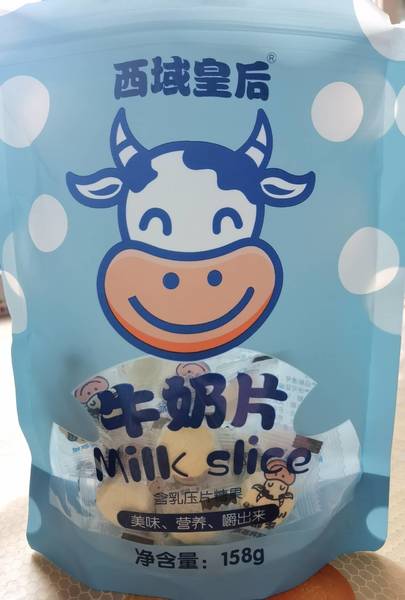 西域皇后®
牛奶片
Milk slice
含乳压片糖果
美味、营养、嚼出来
净含量：158g